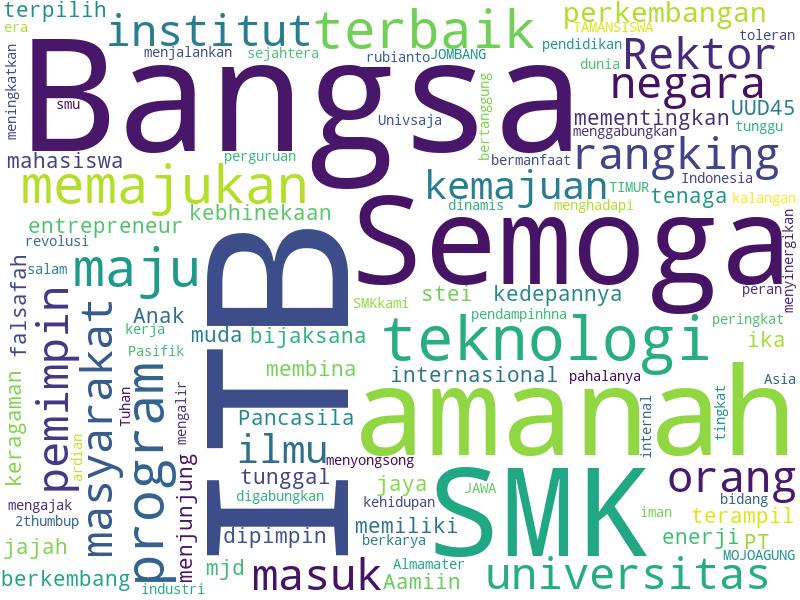 terpilih
era
institut
terbaik
perkembangan
TAMANSISWA
toleran
menjalankan
sejahtera
rubianto
JOMBANG
pendidikan
dunia
Rektor
meningkatkan
Bangsa
smu
negara
Univsaja
bertanggung
mementingkan
UUD45
menggabungkan
tunggu
mahasiswa
perguruan
bermanfaat
rangking
memajukan
kemajuan
TIMUR
Indonesia
tenaga
kalangan
entrepreneur
kebhinekaan
dinamis
menghadapi
Semoga
menyinergikan
revolusi
falsafah
salam
maju
ITB
peran
SMKkami
stei
kedepannya
pemimpin
masyarakat
Anak
kerja
muda
bijaksana
pendampinhna
teknologi
peringkat
ika
Pasifik
program
membina
internasional
pahalanya
Asia
keragaman
ardian
Tuhan
mengalir
Pancasila
amanah
internal
tingkat
ilmu
menyongsong
menjunjung
tunggal
jaya
JAWA
SMK
orang
mengajak
2thumbup
digabungkan
kehidupan
memiliki
iman
bidang
terampil
dipimpin
berkarya
enerji
PT
jajah
MOJOAGUNG
berkembang
industri
mjd
masuk
Almamater
Aamiin
universitas